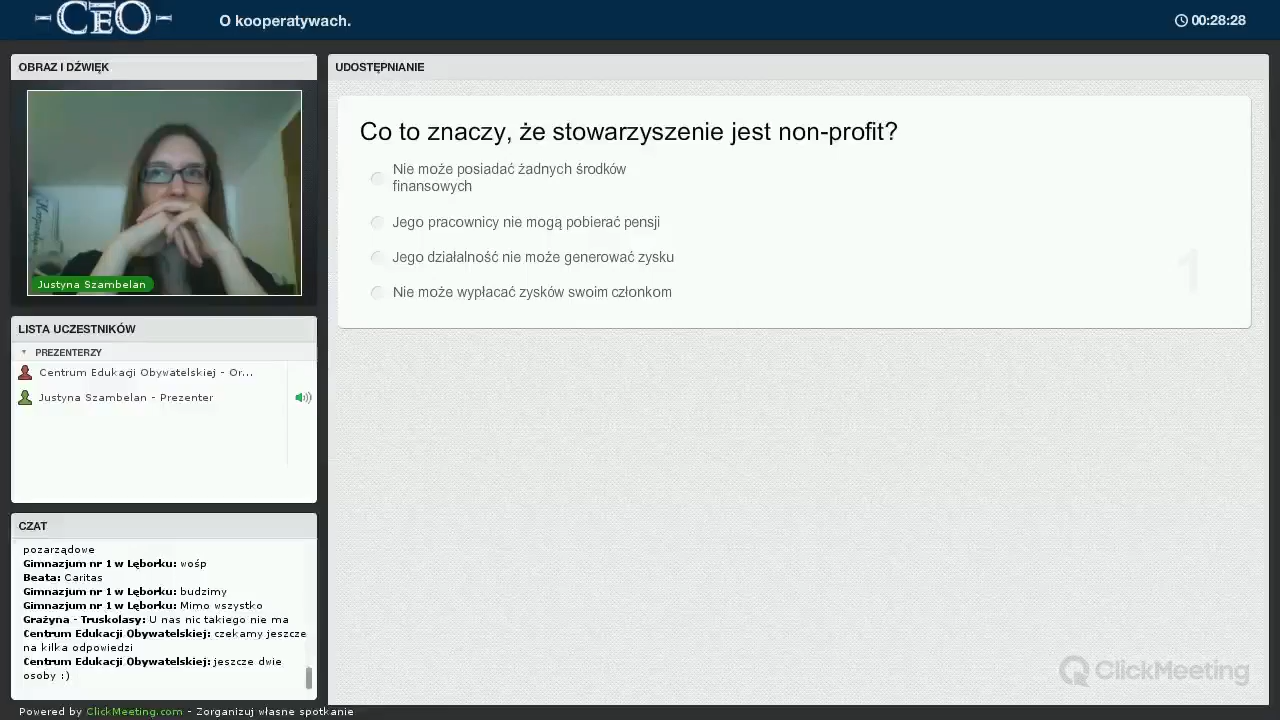 CEO
O kooperatywach.
00:28:28
OBRAZ I DŹWIĘK
Justyna Szambelan
LISTA UCZESTNIKÓW
PREZENTERZY
Centrum Edukacji Obywatelskiej - Or...
Justyna Szambelan - Prezenter
CZAT
pozarządowe
Gimnazjum nr 1 w Lęborku: wośp
Beata: Caritas
Gimnazjum nr 1 w Lęborku: budzimy
Gimnazjum nr 1 w Lęborku: Mimo wszystko
Grażyna - Truskolasy: U nas nic takiego nie ma
Centrum Edukacji Obywatelskiej: czekamy jeszcze
na kilka odpowiedzi
Centrum Edukacji Obywatelskiej: jeszcze dwie
osoby :)
UDOSTĘPNIANIE
Co to znaczy, że stowarzyszenie jest non-profit?
Nie może posiadać żadnych środków
finansowych
Jego pracownicy nie mogą pobierać pensji
Jego działalność nie może generować zysku
Nie może wypłacać zysków swoim członkom
1
ClickMeeting
Powered by ClickMeeting.com - Zorganizuj własne spotkanie